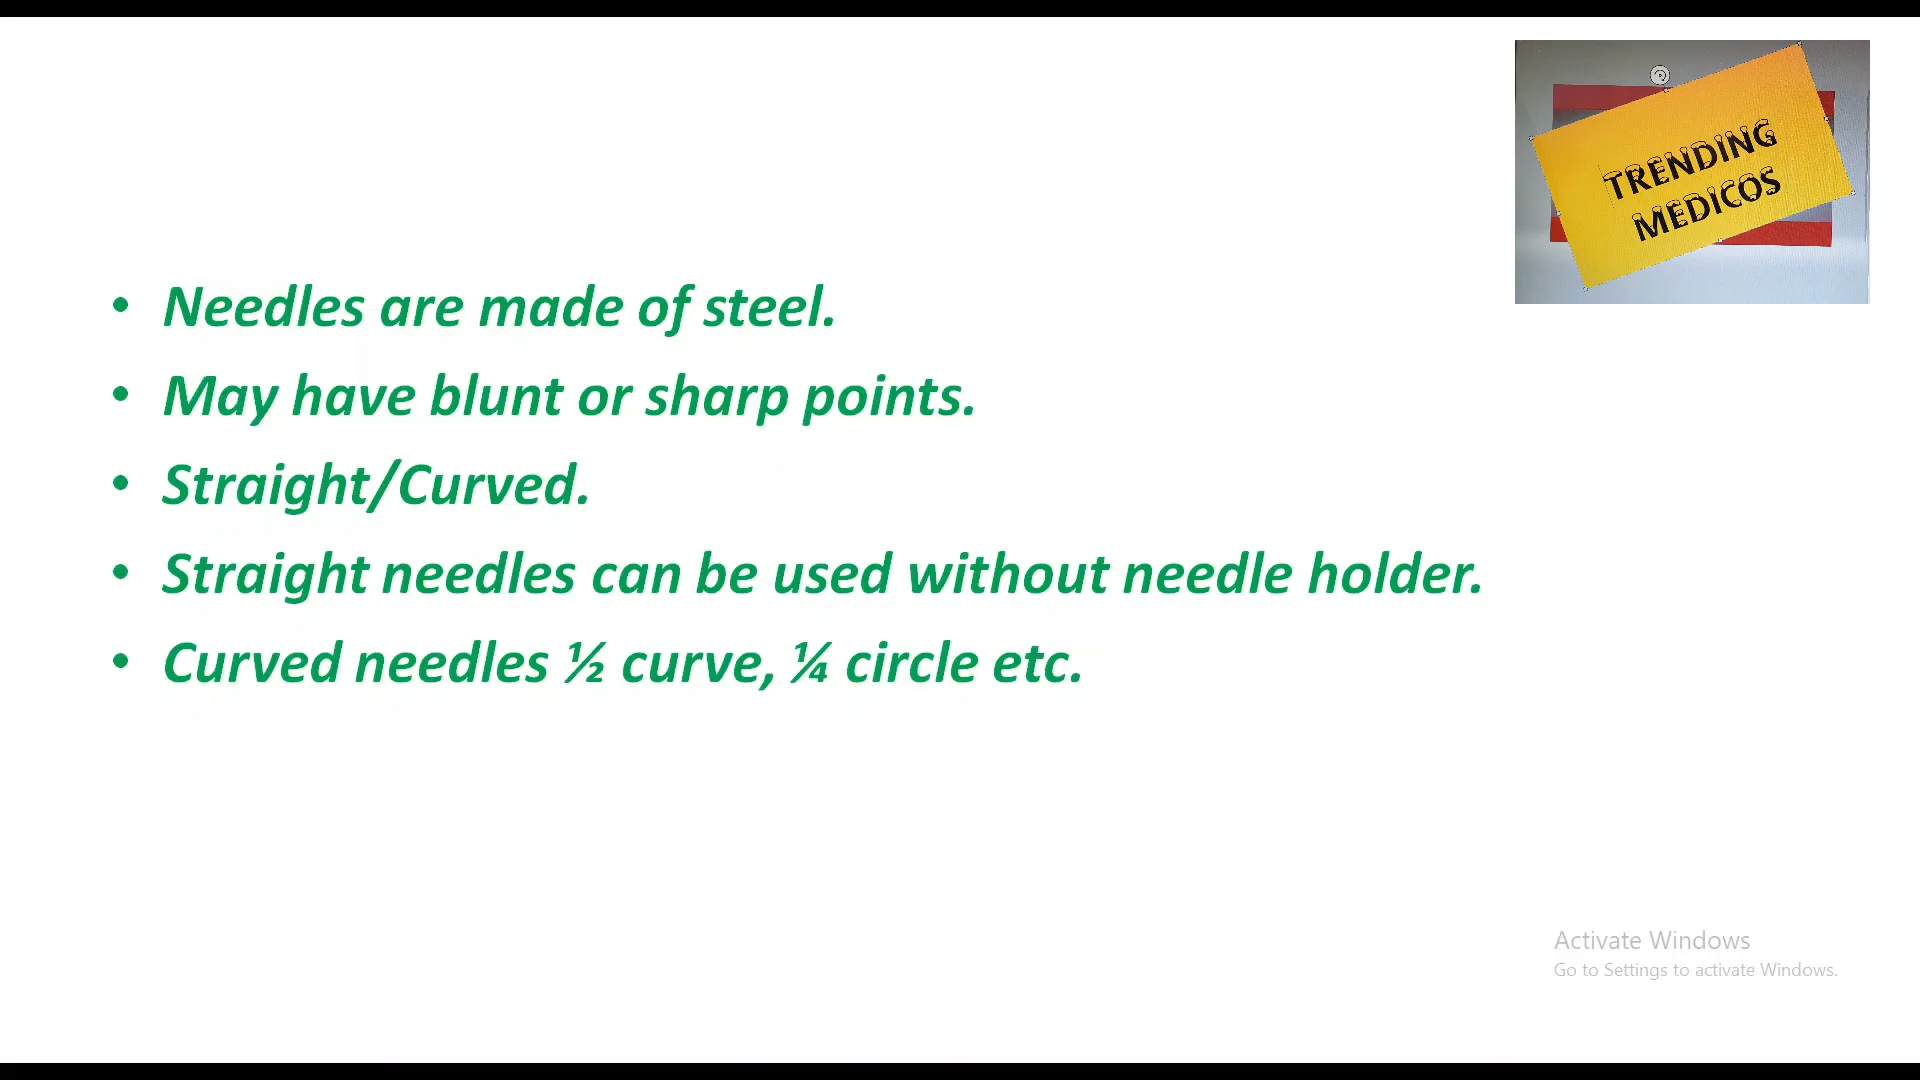 TRENDING
MEDICOS
• Needles are made of steel.
• May have blunt or sharp points.
• Straight/Curved.
• Straight needles can be used without needle holder.
• Curved needles ½ curve, ¼ circle etc.
Activate Windows
Go to Settings to activate Windows.